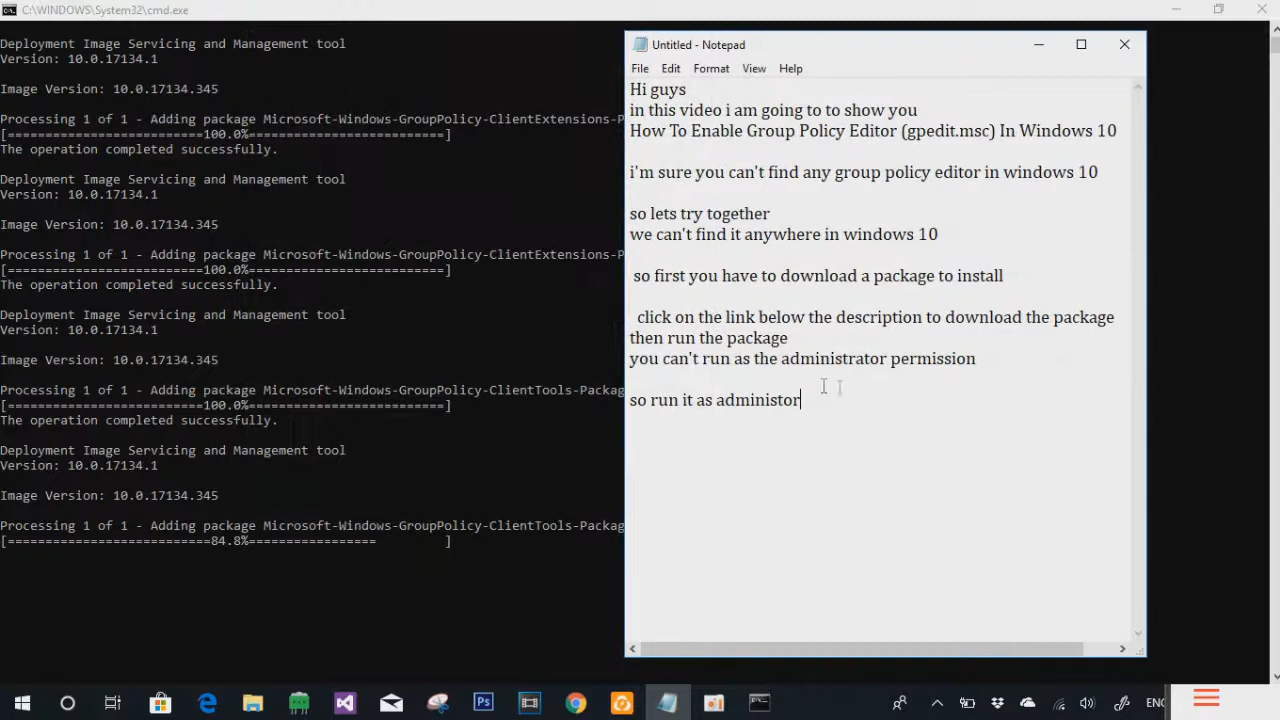 C:\WINDOWS\System32\cmd.exe
Deployment Image Servicing and Management tool
Version: 10.0.17134.1
Image Version: 10.0.17134.345
Processing 1 of 1 - Adding package Microsoft-Windows-GroupPolicy-ClientExtensions-P
[==========================100.0%==========================]
The operation completed successfully.
Deployment Image Servicing and Management tool
Version: 10.0.17134.1
Image Version: 10.0.17134.345
Processing 1 of 1 - Adding package Microsoft-Windows-GroupPolicy-ClientExtensions-P
[==========================100.0%==========================]
The operation completed successfully.
Deployment Image Servicing and Management tool
Version: 10.0.17134.1
Image Version: 10.0.17134.345
Processing 1 of 1 - Adding package Microsoft-Windows-GroupPolicy-ClientTools-Packag
[==========================100.0%==========================]
The operation completed successfully.
Deployment Image Servicing and Management tool
Version: 10.0.17134.1
Image Version: 10.0.17134.345
Processing 1 of 1 - Adding package Microsoft-Windows-GroupPolicy-ClientTools-Packag
[===========================84.8%=================          ]
Untitled - Notepad
File Edit Format View Help
Hi guys
in this video i am going to to show you
How To Enable Group Policy Editor (gpedit.msc) In Windows 10
i'm sure you can't find any group policy editor in windows 10
so lets try together
we can't find it anywhere in windows 10
so first you have to download a package to install
click on the link below the description to download the package
then run the package
you can't run as the administrator permission
so run it as administor
Ps
ENG